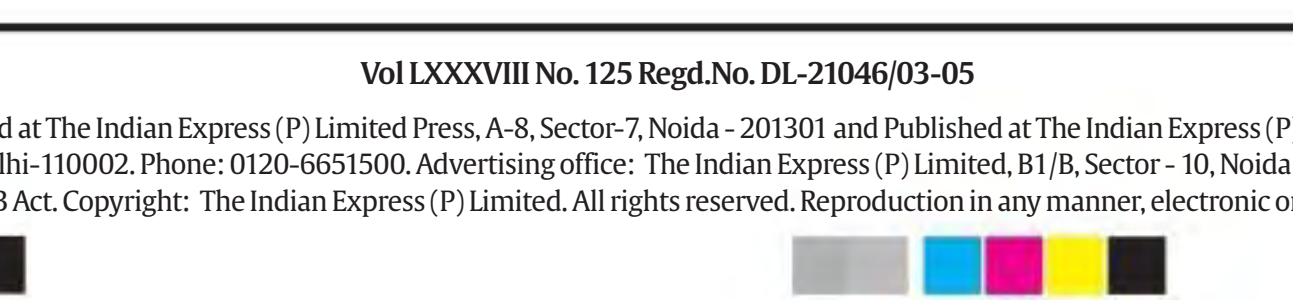 Vol LXXXVIII No. 125 Regd.No. DL-21046/03-05
d at The Indian Express (P) Limited Press, A-8, Sector-7, Noida - 201301 and Published at The Indian Express (P)
lhi-110002. Phone: 0120-6651500. Advertising office: The Indian Express (P) Limited, B1/B, Sector - 10, Noida
3 Act. Copyright: The Indian Express (P) Limited. All rights reserved. Reproduction in any manner, electronic or